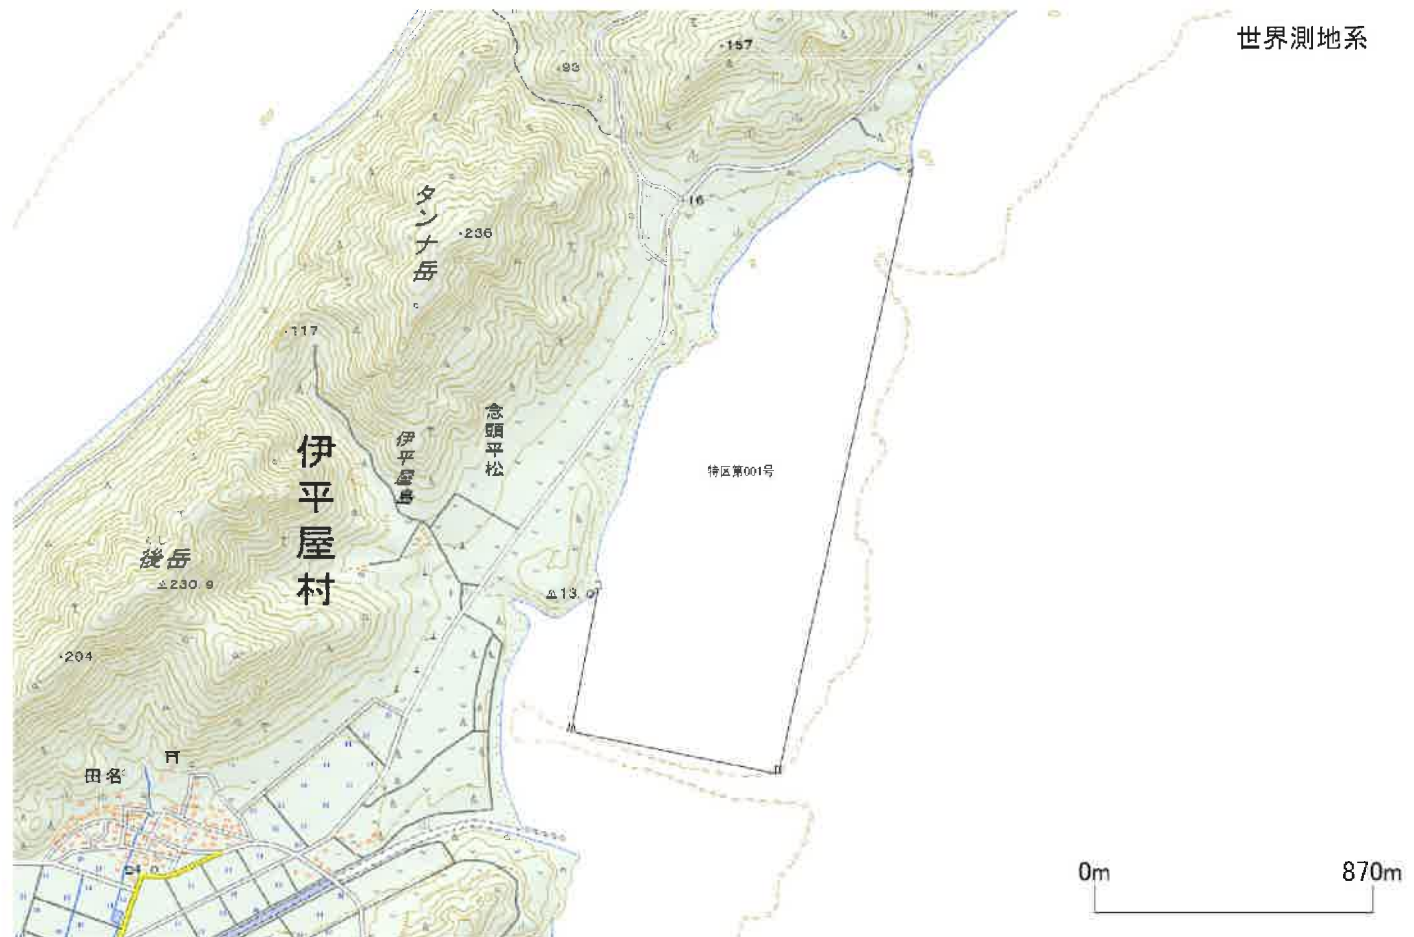 世界測地系
・157
・93
・16
タンナ岳
・236
・117
念頭平松
伊平屋島
伊平屋村
特区第001号
後岳
230.9
13.
・204
田名
0m
870m